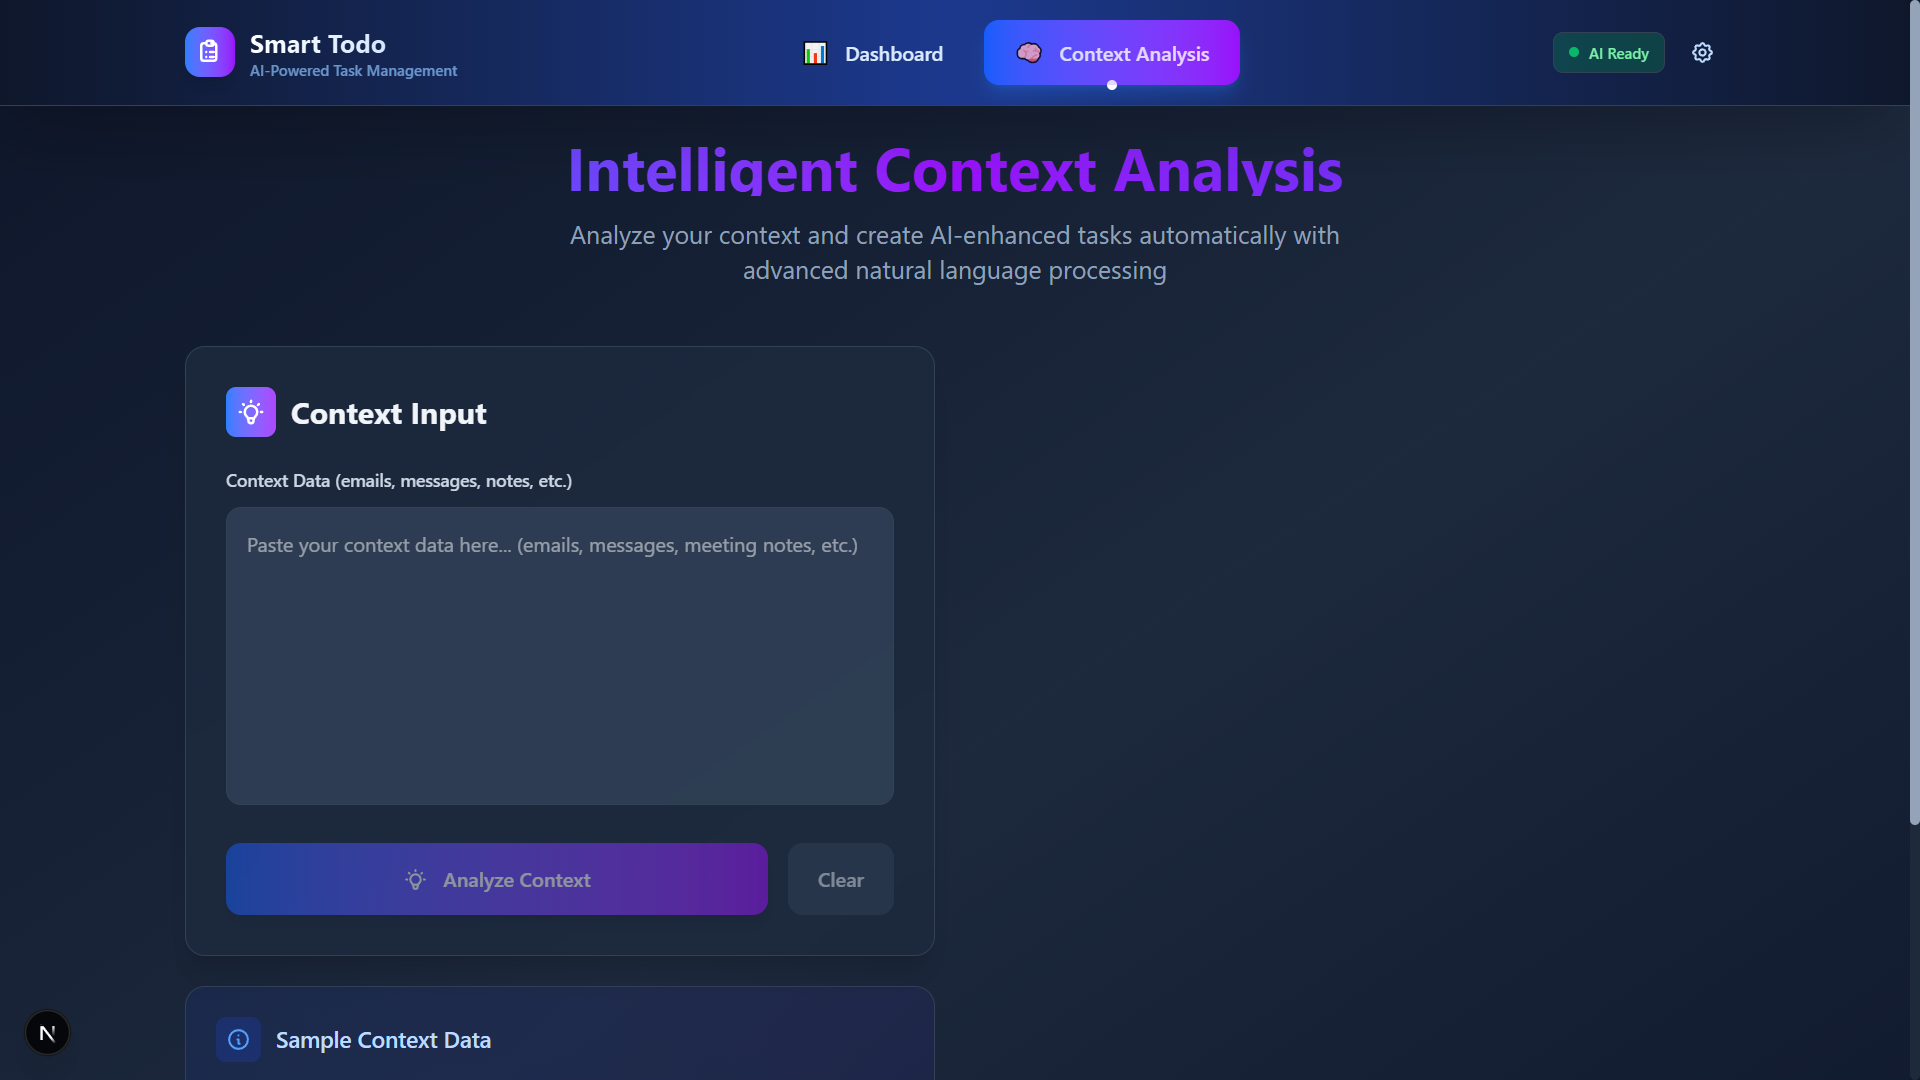 Smart Todo
AI-Powered Task Management
Dashboard
Context Analysis
AI Ready
Intelligent Context Analysis
Analyze your context and create AI-enhanced tasks automatically with
advanced natural language processing
Context Input
Context Data (emails, messages, notes, etc.)
Paste your context data here... (emails, messages, meeting notes, etc.)
Analyze Context
Clear
Sample Context Data
N